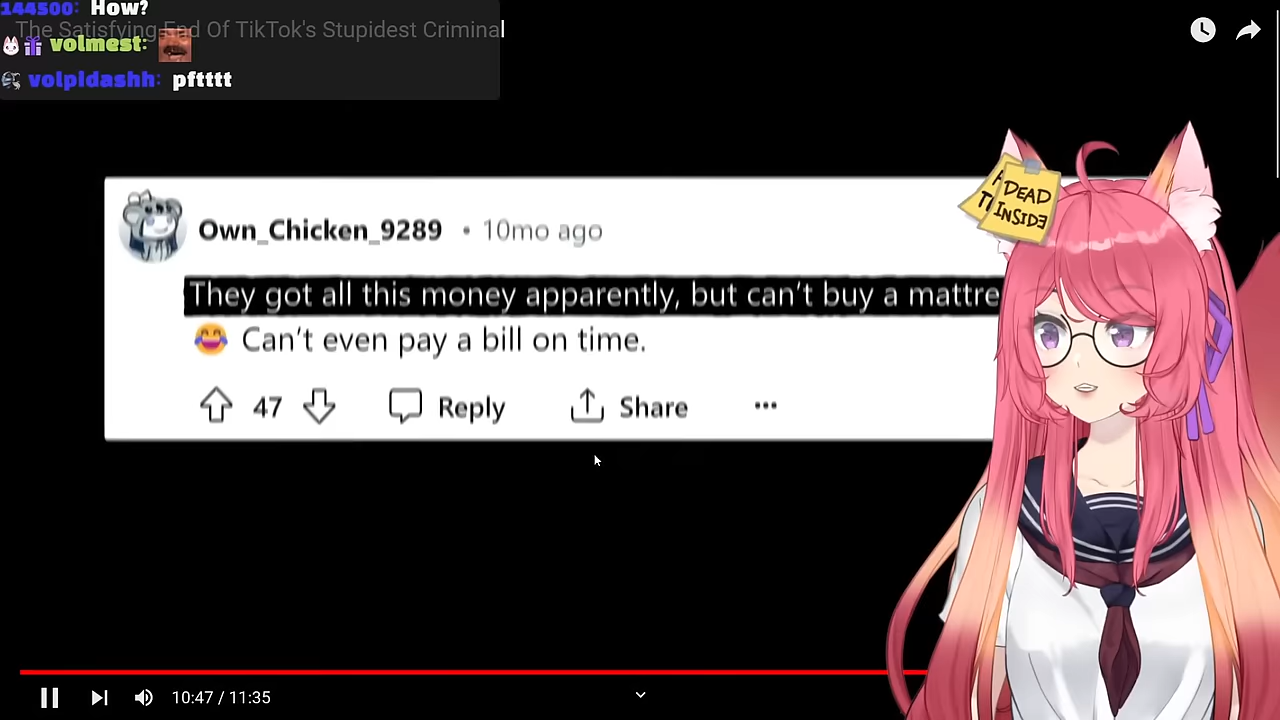 144500: How?
The Satisfying End Of TikTok's Stupidest Criminal
volmest:
volpidashh: pftttt
DEAD
INSIDE
Own_Chicken_9289 • 10mo ago
They got all this money apparently, but can't buy a mattre
😂 Can't even pay a bill on time.
47 Reply Share ...
10:47 / 11:35